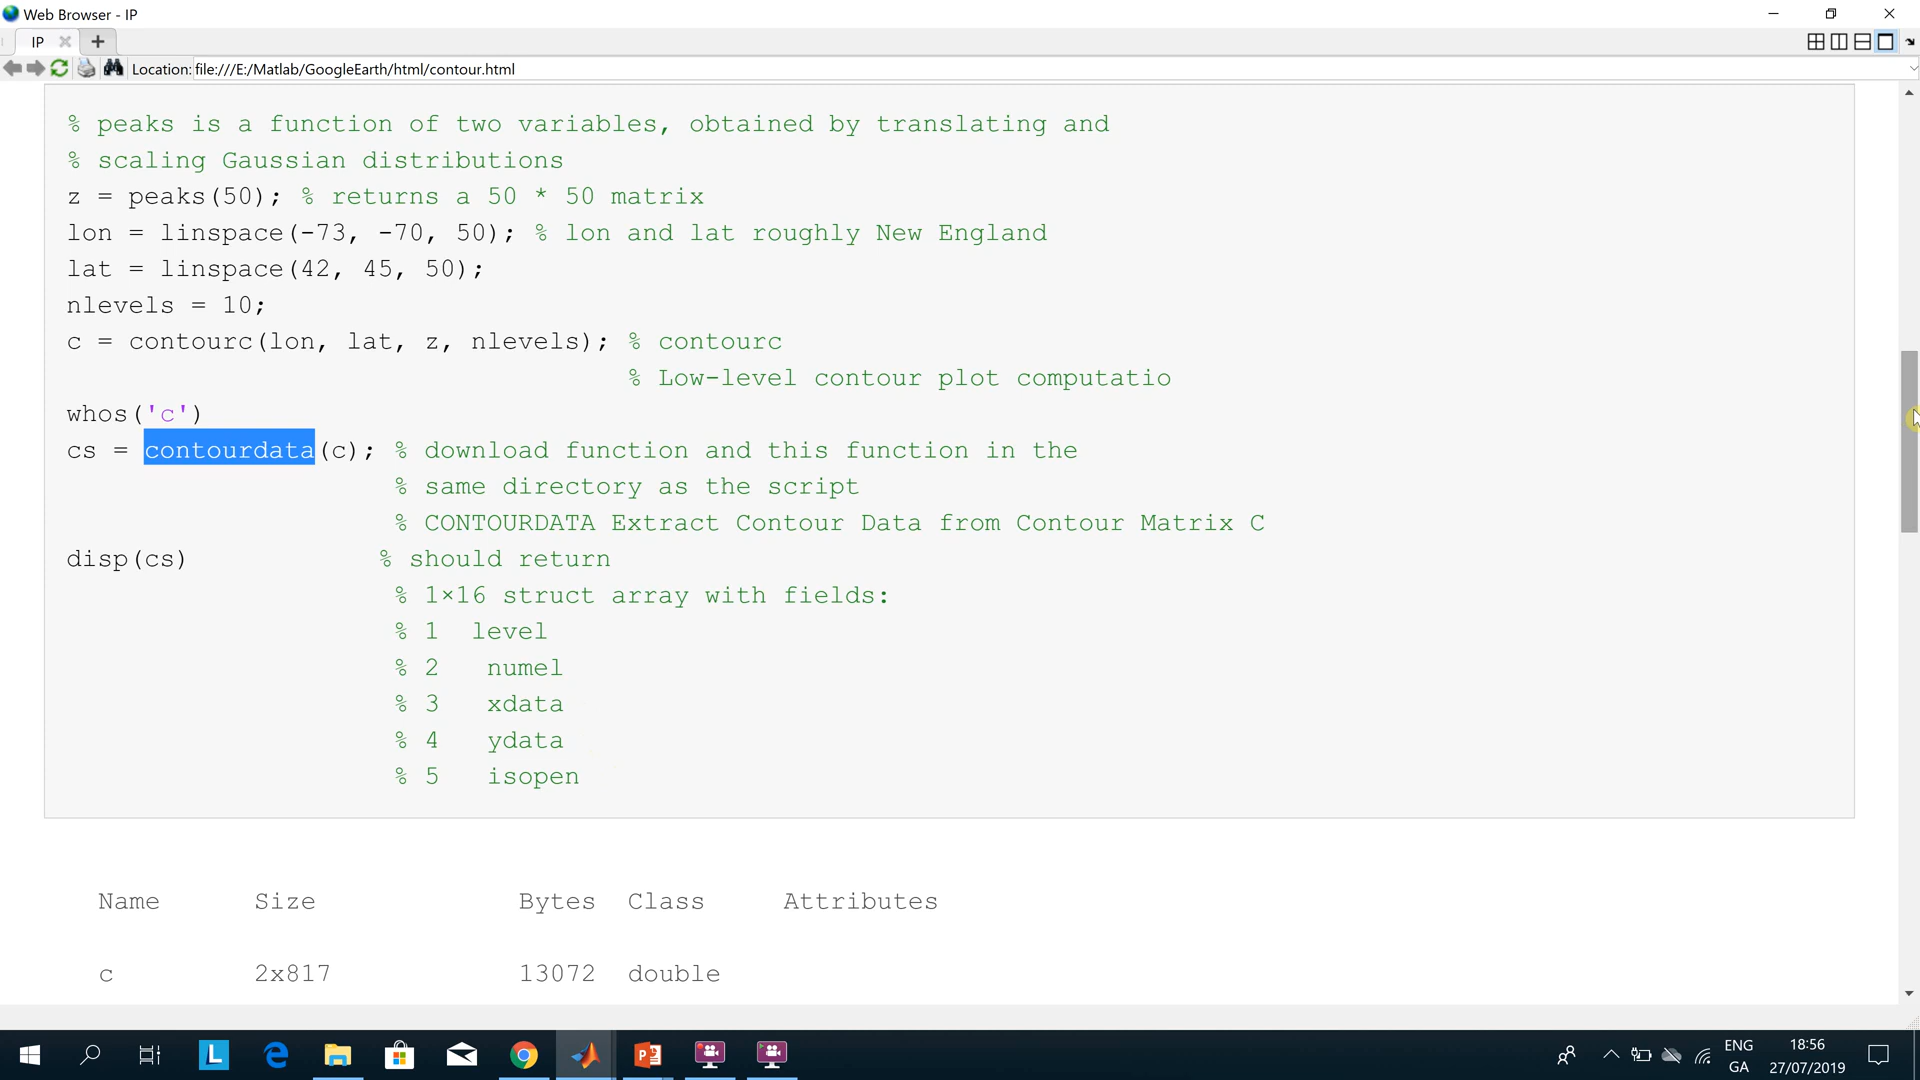 Web Browser - IP
IP
Location: file:///E:/Matlab/GoogleEarth/html/contour.html
% peaks is a function of two variables, obtained by translating and
% scaling Gaussian distributions
z = peaks(50); % returns a 50 * 50 matrix
lon = linspace(-73, -70, 50); % lon and lat roughly New England
lat = linspace(42, 45, 50);
nlevels = 10;
c = contourc(lon, lat, z, nlevels); % contourc
% Low-level contour plot computatio
whos('c')
cs = contourdata(c); % download function and this function in the
% same directory as the script
% CONTOURDATA Extract Contour Data from Contour Matrix C
disp(cs) % should return
% 1×16 struct array with fields:
% 1 level
% 2 numel
% 3 xdata
% 4 ydata
% 5 isopen
Name Size Bytes Class Attributes
c 2x817 13072 double
L
ENG
GA
18:56
27/07/2019